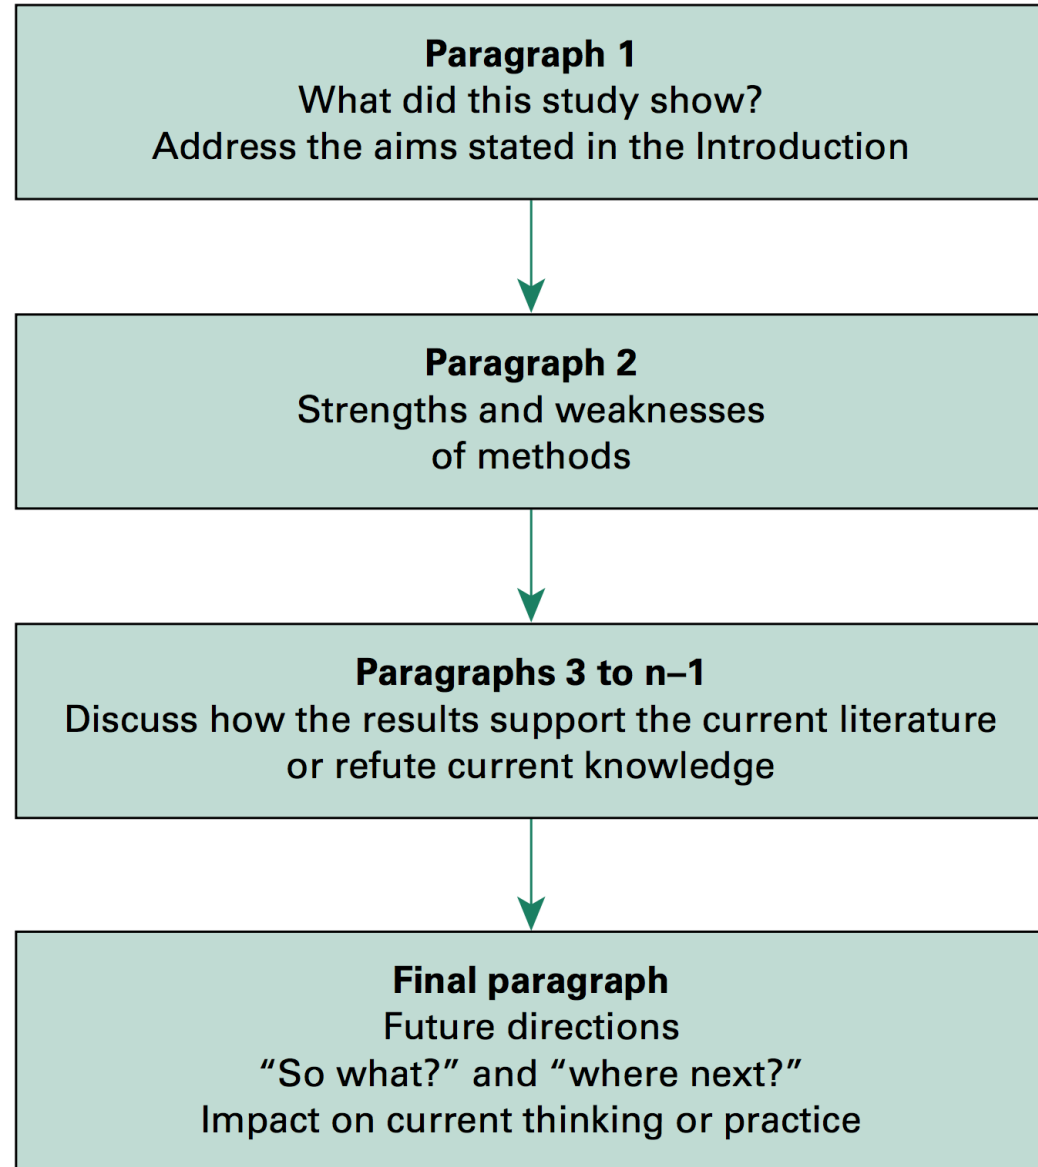 Paragraph 1
What did this study show?
Address the aims stated in the Introduction
Paragraph 2
Strengths and weaknesses
of methods
Paragraphs 3 to n–1
Discuss how the results support the current literature
or refute current knowledge
Final paragraph
Future directions
“So what?” and “where next?”
Impact on current thinking or practice